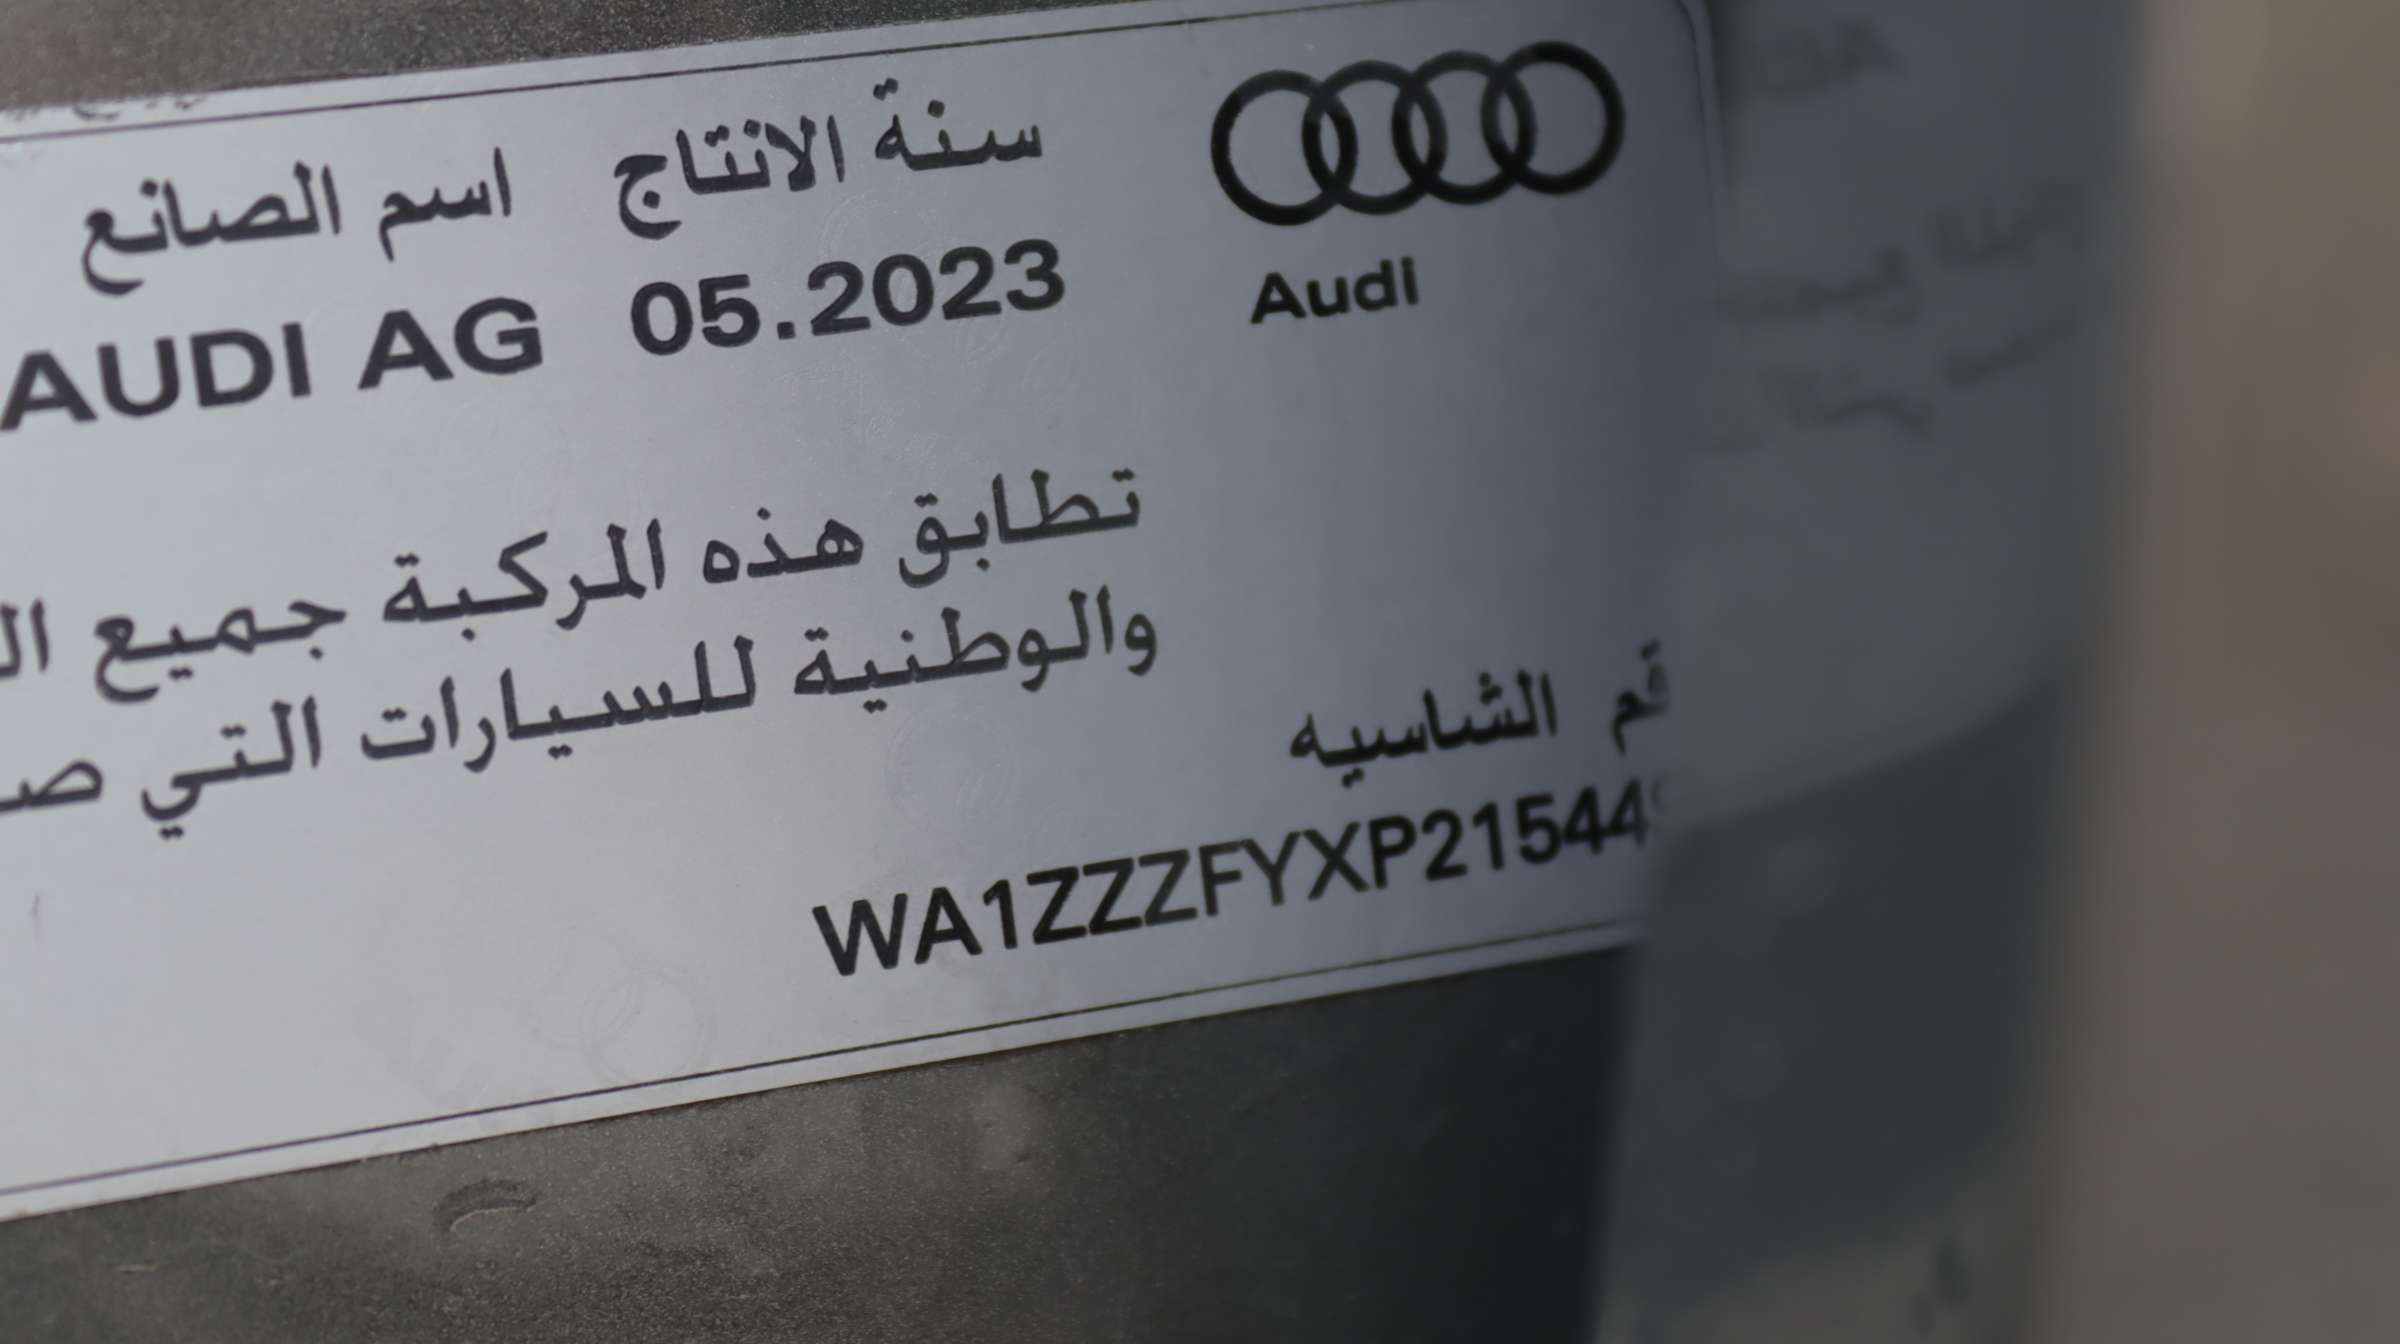 سنة الانتاج اسم الصانع
05.2023 AUDI AG
Audi
تطابق هذه المركبة جميع
والوطنية للسيارات التي
الشاسيه
WA1ZZZFYXP21544